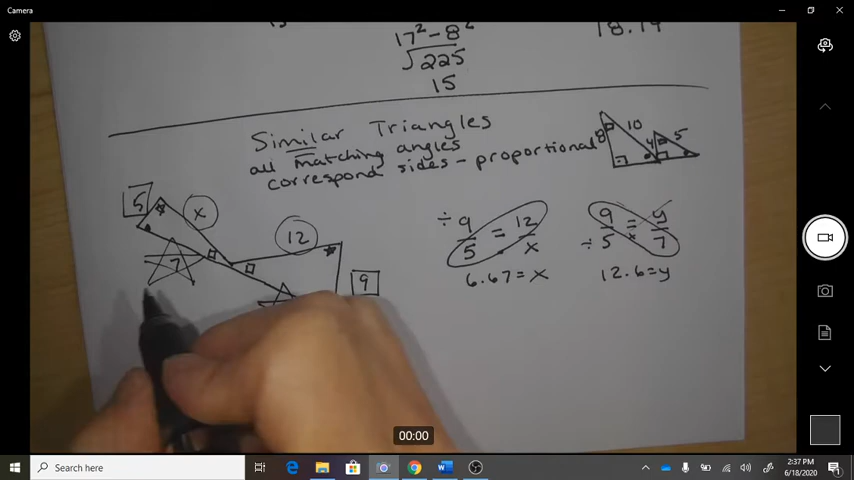 Camera
17² - 8²
√225
15
18.19
Similar Triangles
all matching angles
correspond sides - proportional
8
10
4
5
5
x
12
7
9
÷ 9/5 = 12/x
6.67 = x
9/5 = y/7
÷
12.6 = y
00:00
Search here
2:37 PM
6/18/2020